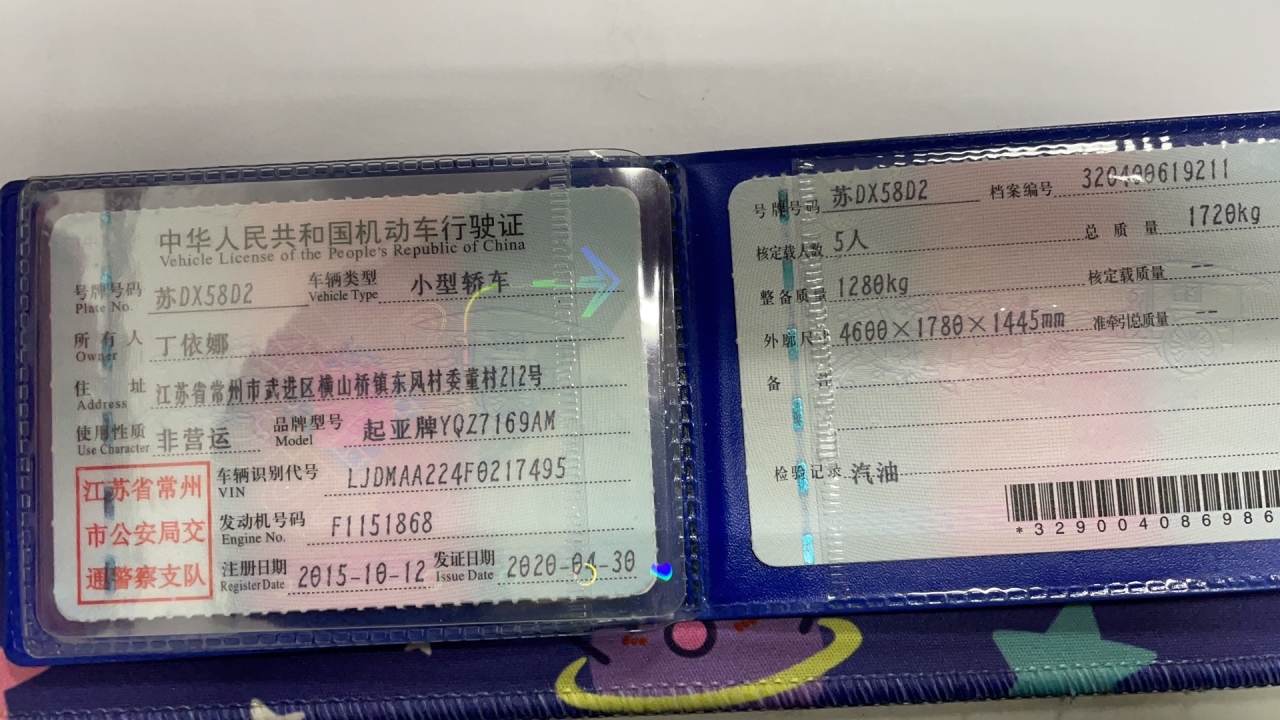 中华人民共和国机动车行驶证
Vehicle License of the People's Republic of China
号牌号码 苏DX58D2 车辆类型 小型轿车
Plate No. Vehicle Type
所有人 丁依娜
Owner
住址 江苏省常州市武进区横山桥镇东风村委董村212号
Address
使用性质 非营运 品牌型号 起亚牌YQZ7169AM
Use Character Model
江苏省常州
市公安局交
通警察支队
车辆识别代号 LJDMAA224F0217495
VIN
发动机号码 F1151868
Engine No.
注册日期 2015-10-12 发证日期 2020-04-30
Register Date Issue Date
号牌号码 苏DX58D2 档案编号 320400619211
核定载人数 5人 总质量 1720kg
整备质量 1280kg 核定载质量 --
外廓尺寸 4600×1780×1445mm 准牵引总质量 --
备注
检验记录 汽油
*329004086986